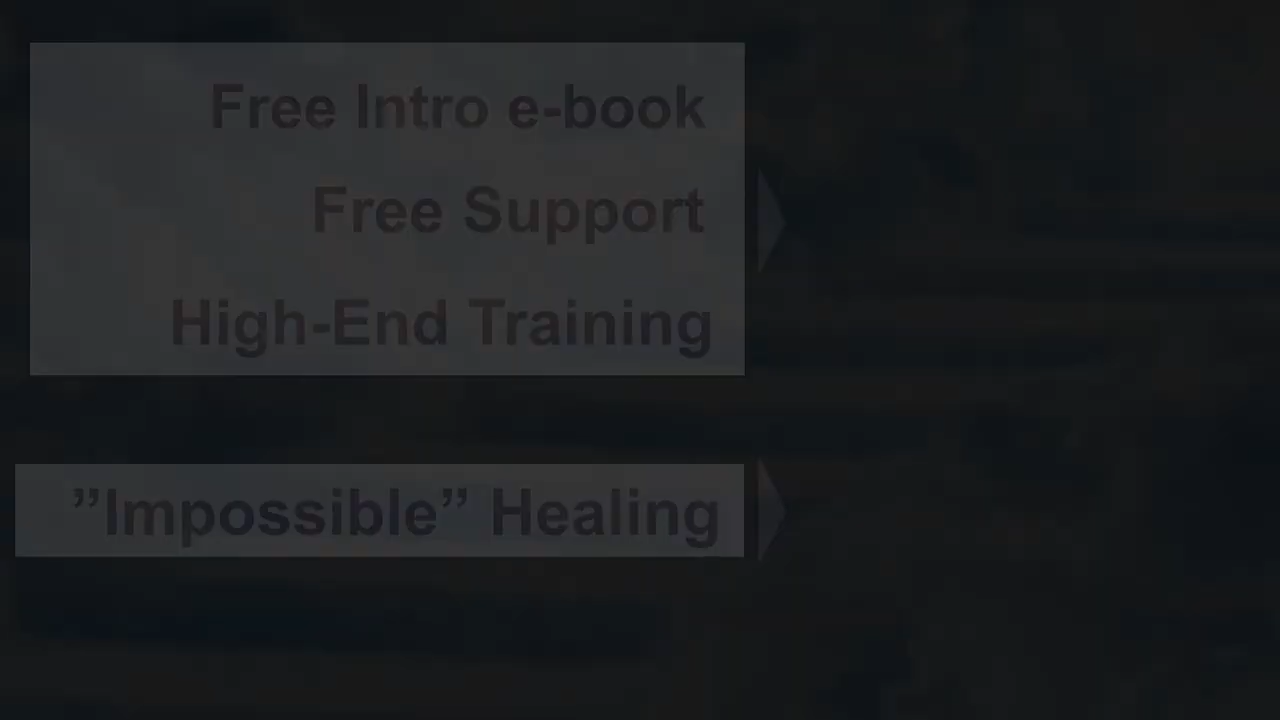 Free Intro e-book
Free Support
High-End Training
”Impossible” Healing